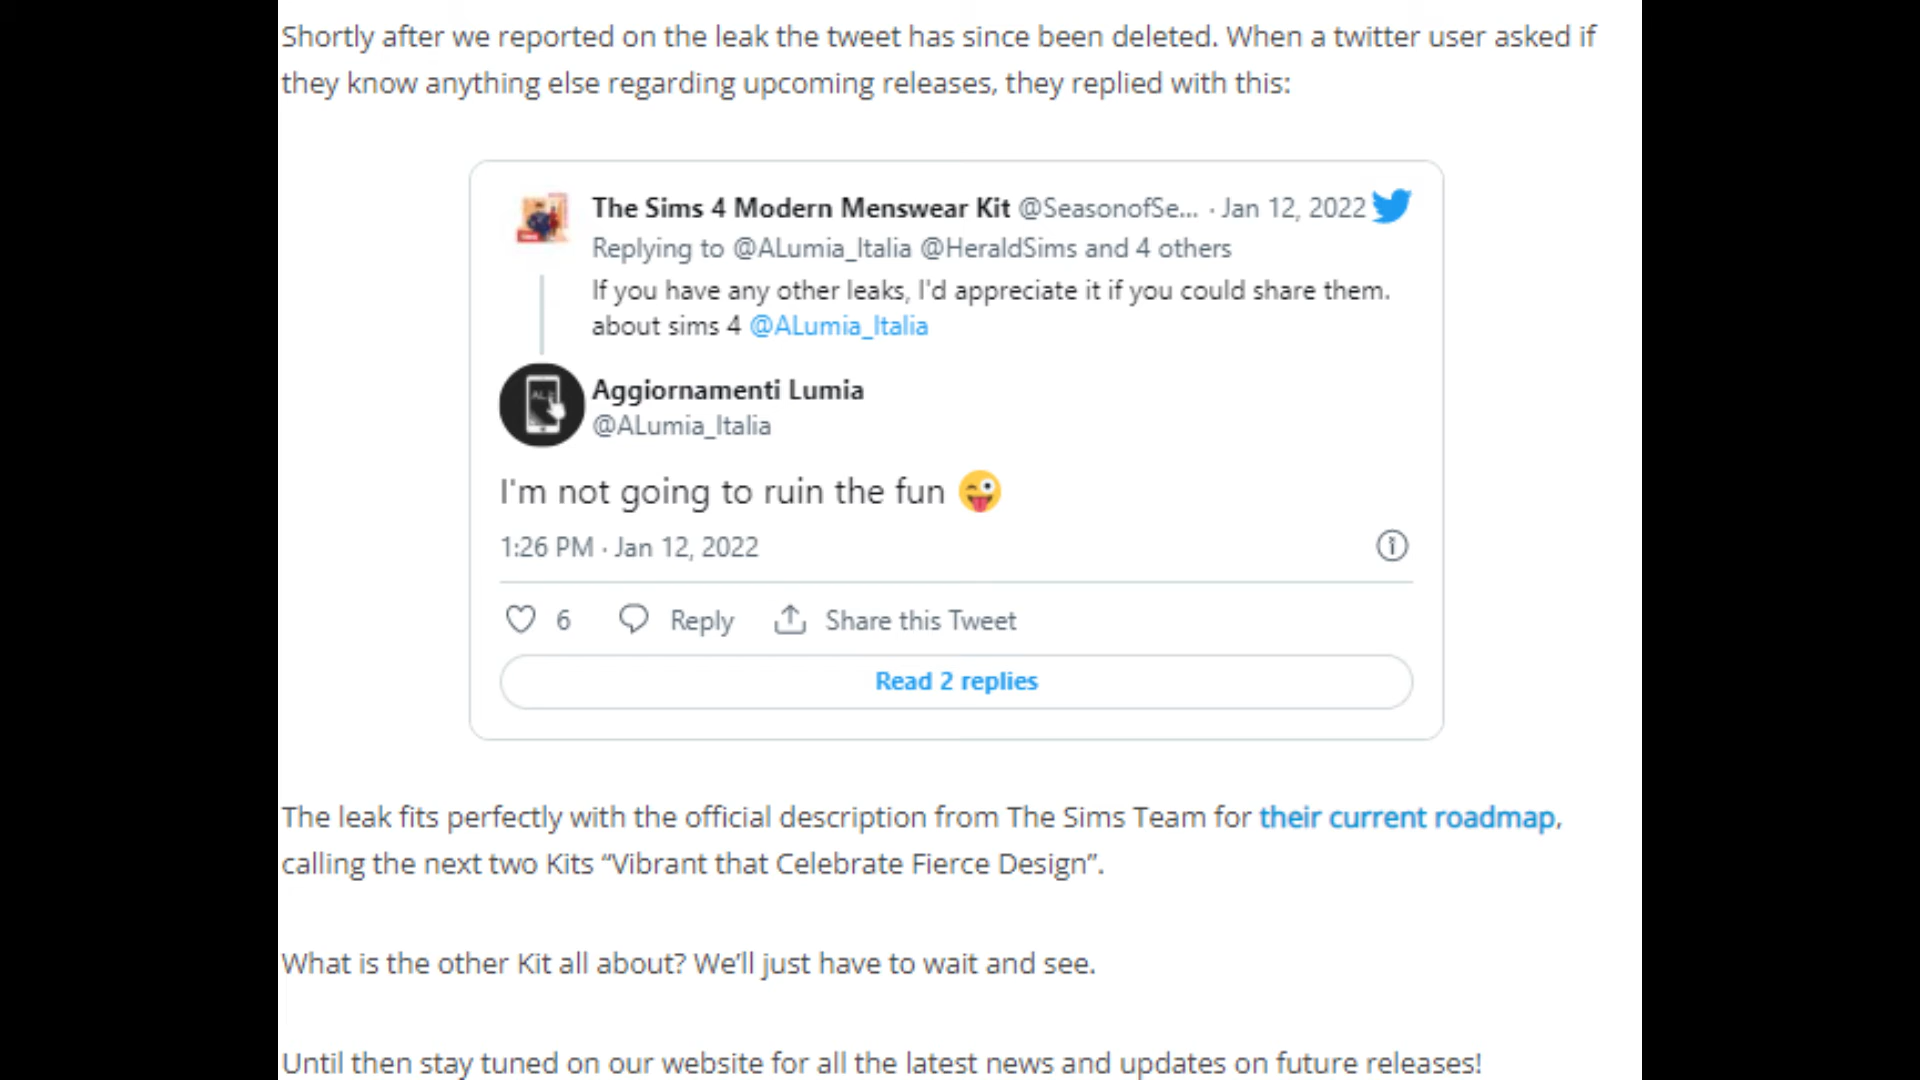 Shortly after we reported on the leak the tweet has since been deleted. When a twitter user asked if
they know anything else regarding upcoming releases, they replied with this:
The Sims 4 Modern Menswear Kit @SeasonofSe... · Jan 12, 2022
Replying to @ALumia_Italia @HeraldSims and 4 others
If you have any other leaks, I'd appreciate it if you could share them.
about sims 4 @ALumia_Italia
Aggiornamenti Lumia
@ALumia_Italia
I'm not going to ruin the fun 😜
1:26 PM · Jan 12, 2022
6 Reply Share this Tweet
Read 2 replies
The leak fits perfectly with the official description from The Sims Team for their current roadmap,
calling the next two Kits “Vibrant that Celebrate Fierce Design”.
What is the other Kit all about? We’ll just have to wait and see.
Until then stay tuned on our website for all the latest news and updates on future releases!